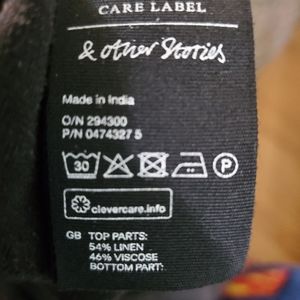 CARE LABEL
& other Stories
Made in India
O/N 294300
P/N 0474327 5
30 P
clevercare.info
GB TOP PARTS:
54% LINEN
46% VISCOSE
BOTTOM PART: